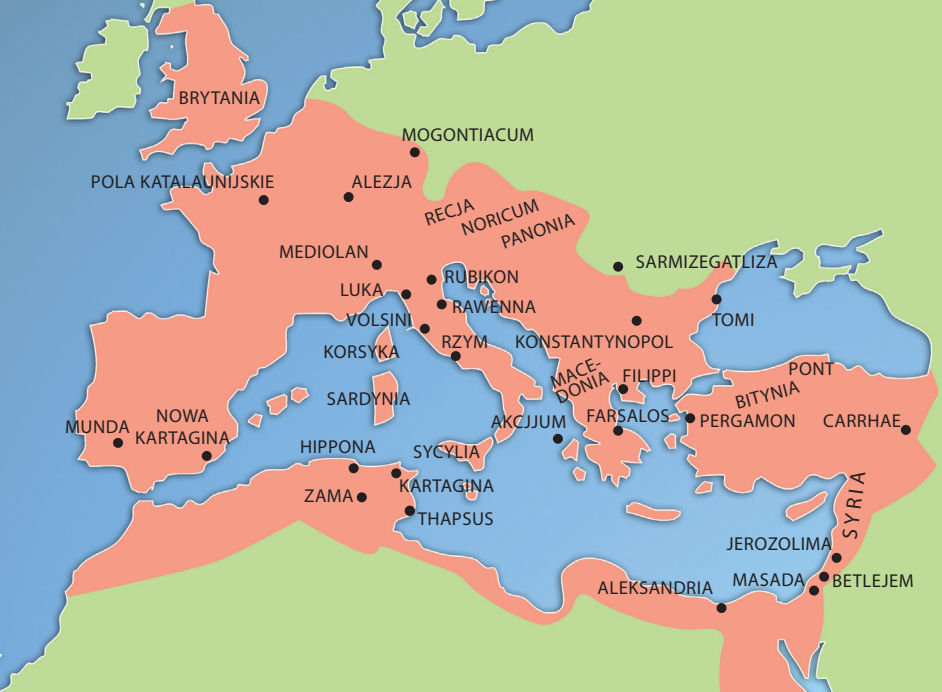 BRYTANIA
MOGONTIACUM
POLA KATALAUNIJSKIE
ALEZJA
RECJA
NORICUM
PANONIA
MEDIOLAN
SARMIZEGATLIZA
RUBIKON
LUKA
RAWENNA
TOMI
VOLSINI
RZYM
KONSTANTYNOPOL
KORSYKA
MACE-
DONIA
FILIPPI
PONT
BITYNIA
SARDYNIA
NOWA
KARTAGINA
MUNDA
AKCJJUM
FARSALOS
PERGAMON
CARRHAE
HIPPONA
SYCYLIA
KARTAGINA
ZAMA
THAPSUS
SYRIA
JEROZOLIMA
ALEKSANDRIA
MASADA
BETLEJEM